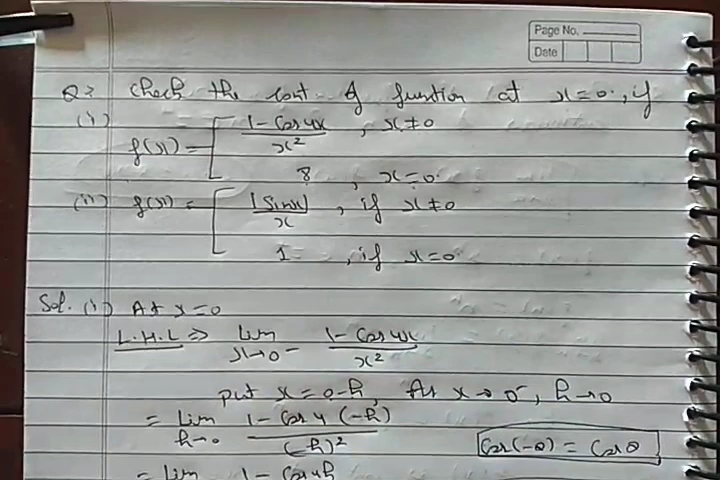 Page No.
Date
Q2 Check the cont of function at x=0., if
(i) f(x) = [ 1 - Cos4x / x² , x≠0
8 , x=0.
(ii) f(x) = [ |Sinx| / x , if x≠0
1 , if x=0
Sol. (i) At x=0
L.H.L ⇒ lim x→0⁻ 1 - Cos4x / x²
put x=0-h, As x→0⁻, h→0
= Lim h→0 1 - Cos4(-h) / (-h)² Cos(-θ) = Cosθ
= Lim 1 - Cos4h